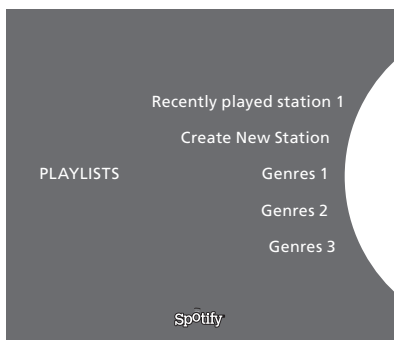 Recently played station 1
Create New Station
PLAYLISTS Genres 1
Genres 2
Genres 3
Spotify